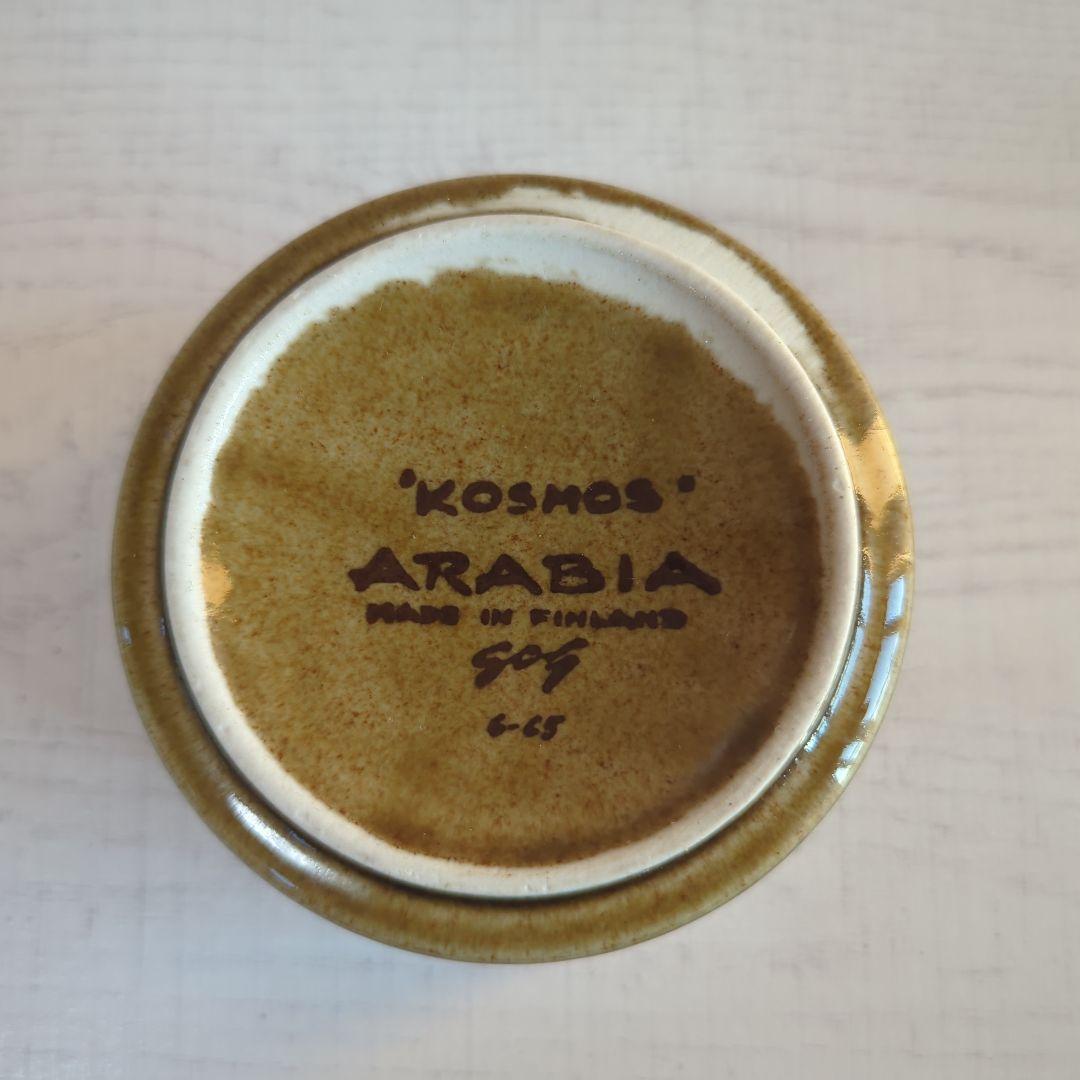 "KOSMOS"
ARABIA
MADE IN FINLAND
GOG
6-65